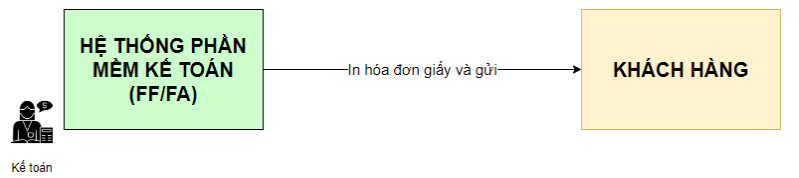 HỆ THỐNG PHẦN
MỀM KẾ TOÁN
(FF/FA)
In hóa đơn giấy và gửi
KHÁCH HÀNG
$
Kế toán